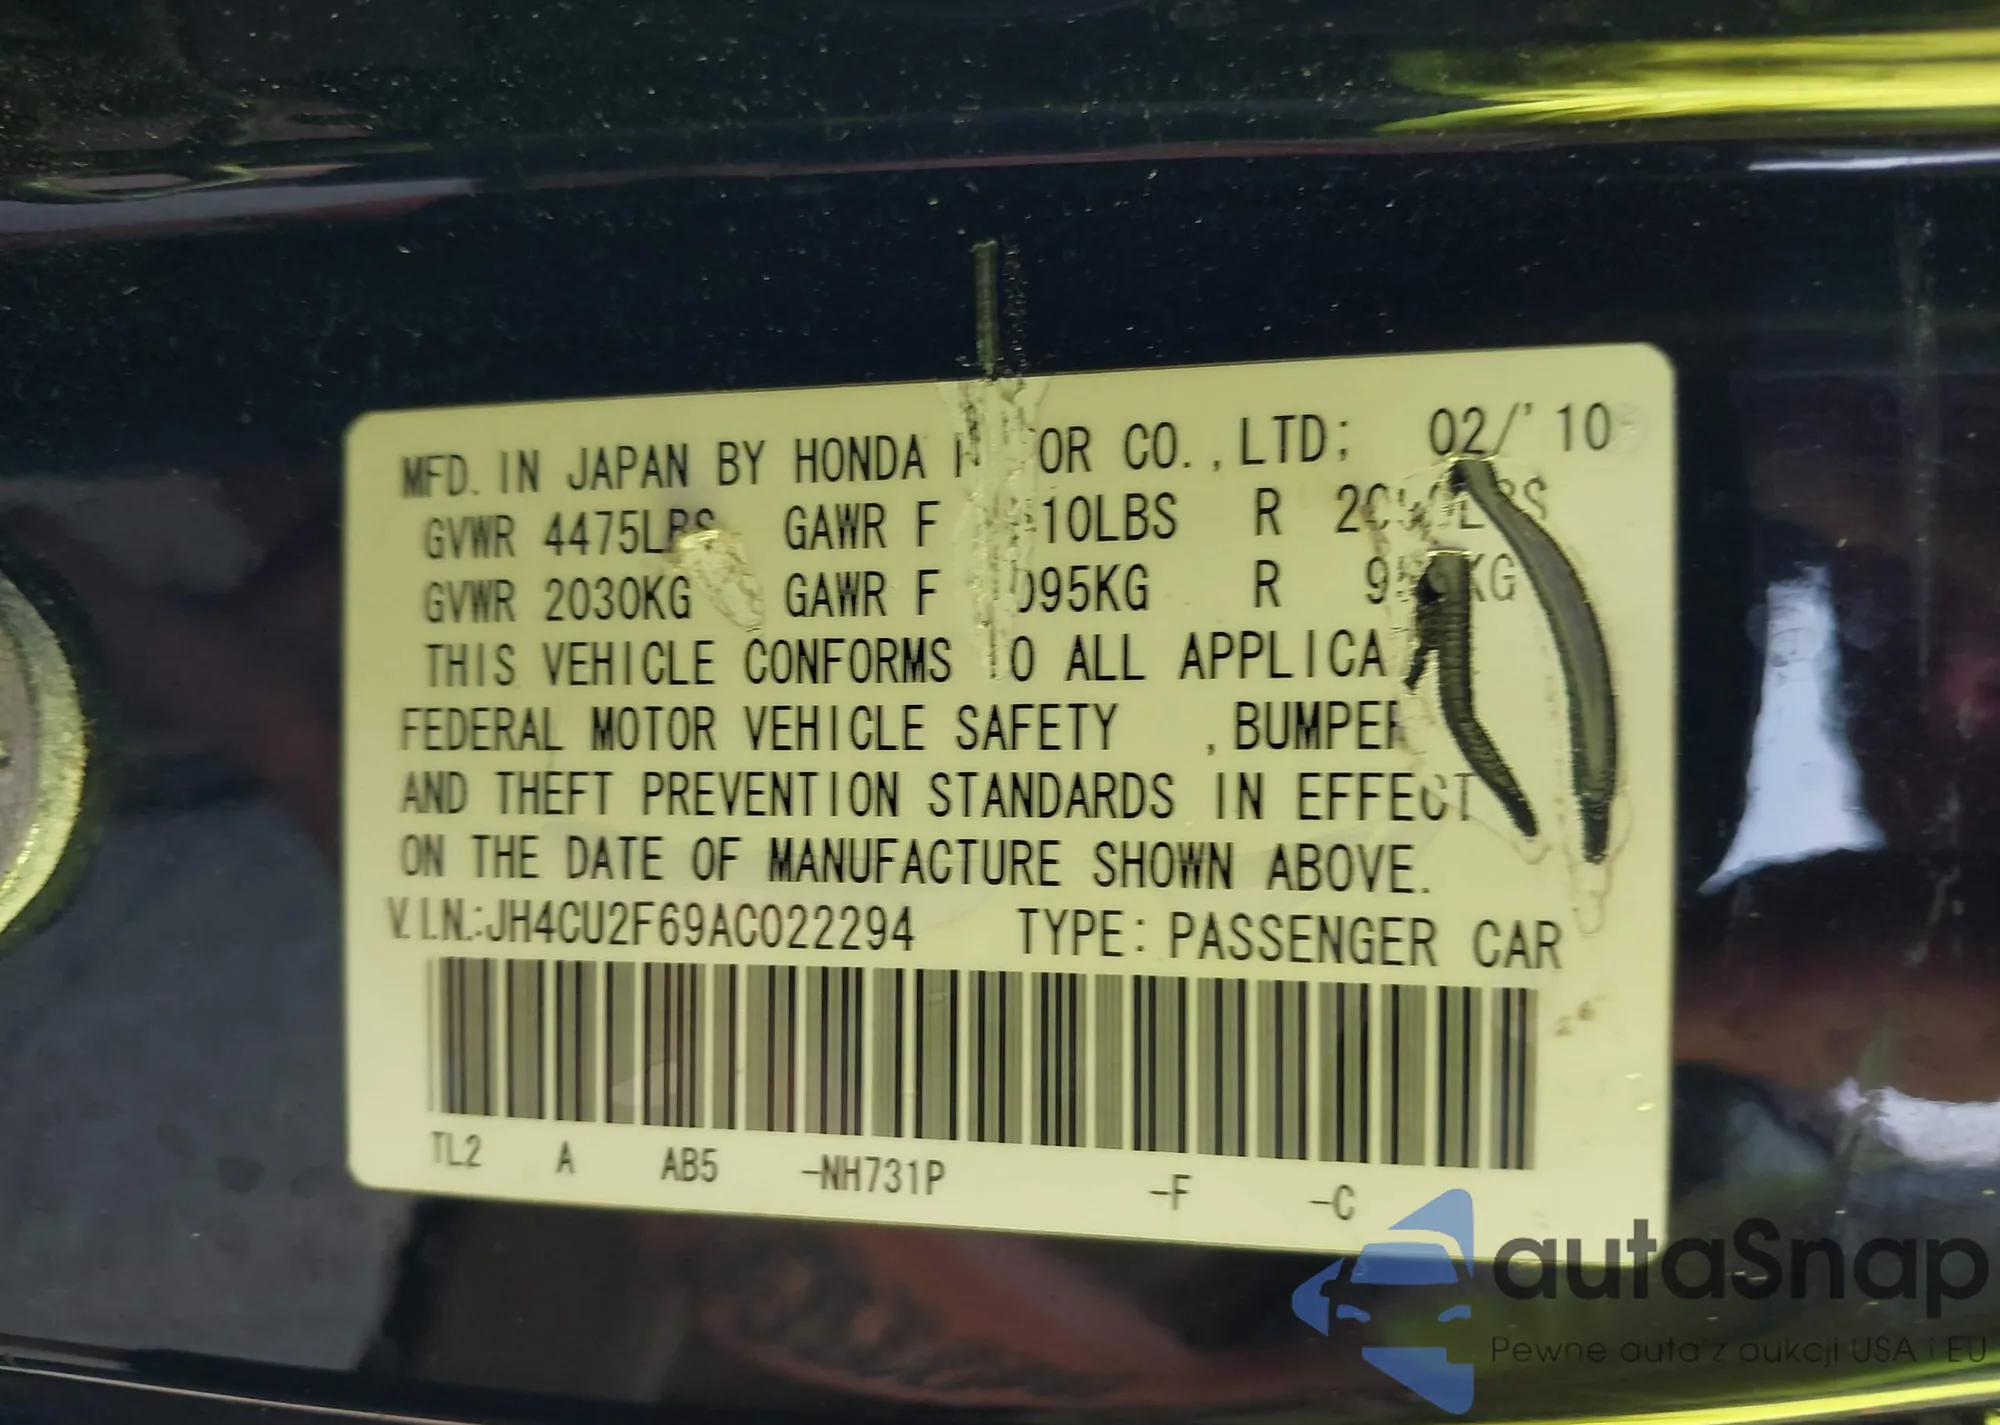 MFD. IN JAPAN BY HONDA OR CO.,LTD; 02/'10
GVWR 4475LBS GAWR F 10LBS R
GVWR 2030KG GAWR F 095KG R
THIS VEHICLE CONFORMS TO ALL APPLICA
FEDERAL MOTOR VEHICLE SAFETY ,BUMPER
AND THEFT PREVENTION STANDARDS IN EFFECT
ON THE DATE OF MANUFACTURE SHOWN ABOVE.
V.I.N.:JH4CU2F69AC022294 TYPE: PASSENGER CAR
TL2 A AB5 -NH731P -F -C
autaSnap
Pewne auta z aukcji USA i EU